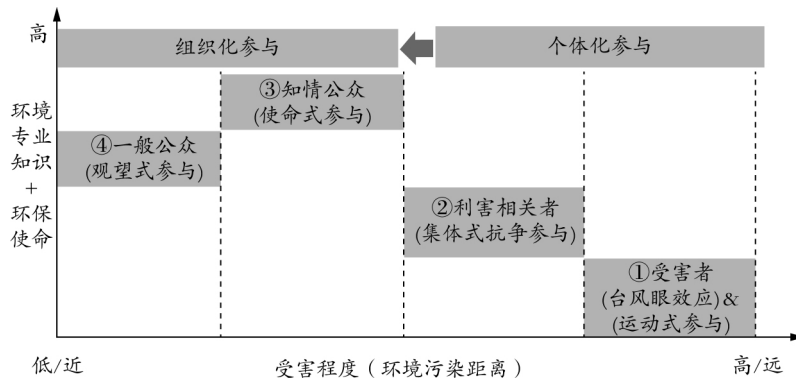 高
组织化参与
个体化参与
③知情公众
(使命式参与)
环境
专业
知识
+
环保
使命
④一般公众
(观望式参与)
②利害相关者
(集体式抗争参与)
①受害者
(台风眼效应)&
(运动式参与)
低/近
受害程度（环境污染距离）
高/远